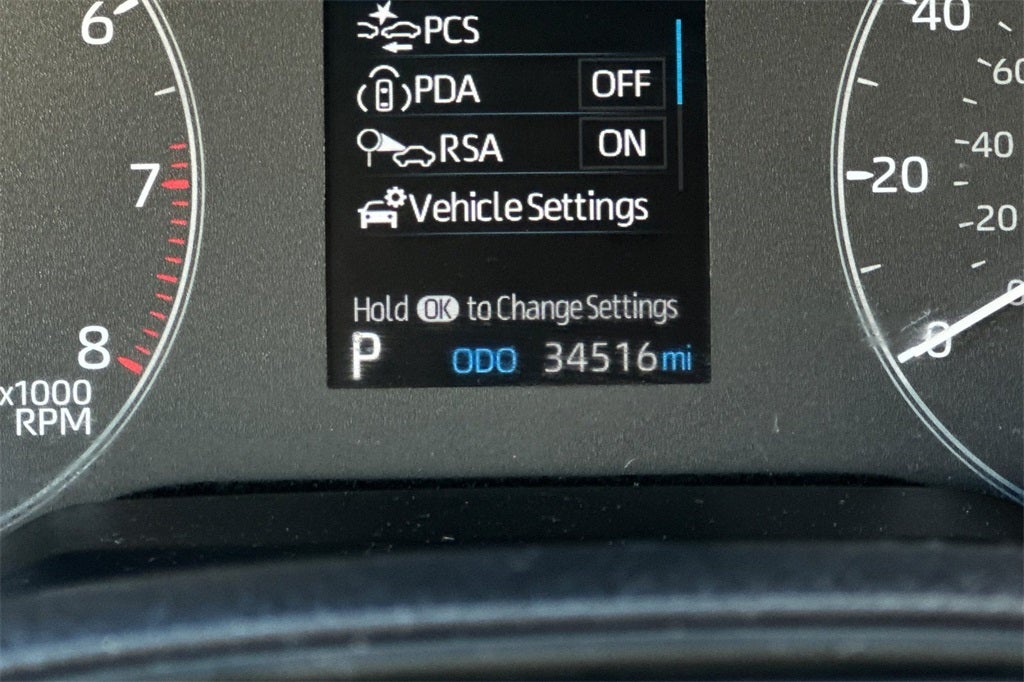 6
7
8
x1000
RPM
PCS
PDA OFF
RSA ON
Vehicle Settings
Hold OK to Change Settings
P ODO 34516 mi
40
60
40
20
20
0
0